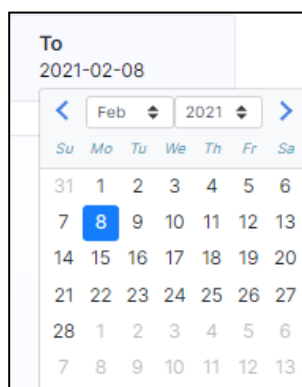 To
2021-02-08
Feb 2021
Su Mo Tu We Th Fr Sa
31 1 2 3 4 5 6
7 8 9 10 11 12 13
14 15 16 17 18 19 20
21 22 23 24 25 26 27
28 1 2 3 4 5 6
7 8 9 10 11 12 13